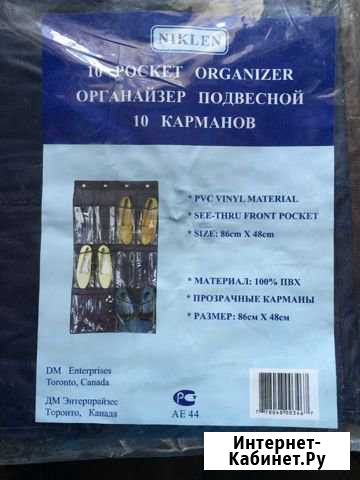 NIKLEN
10 POCKET ORGANIZER
ОРГАНАЙЗЕР ПОДВЕСНОЙ
10 КАРМАНОВ
* PVC VINYL MATERIAL
* SEE-THRU FRONT POCKET
* SIZE: 86cm X 48cm
* МАТЕРИАЛ: 100% ПВХ
* ПРОЗРАЧНЫЕ КАРМАНЫ
* РАЗМЕР: 86см X 48см
DM Enterprises
Toronto, Canada
ДМ Энтерпрайзес
Торонто, Канада
АЕ 44
Интернет-
Кабинет.Ру